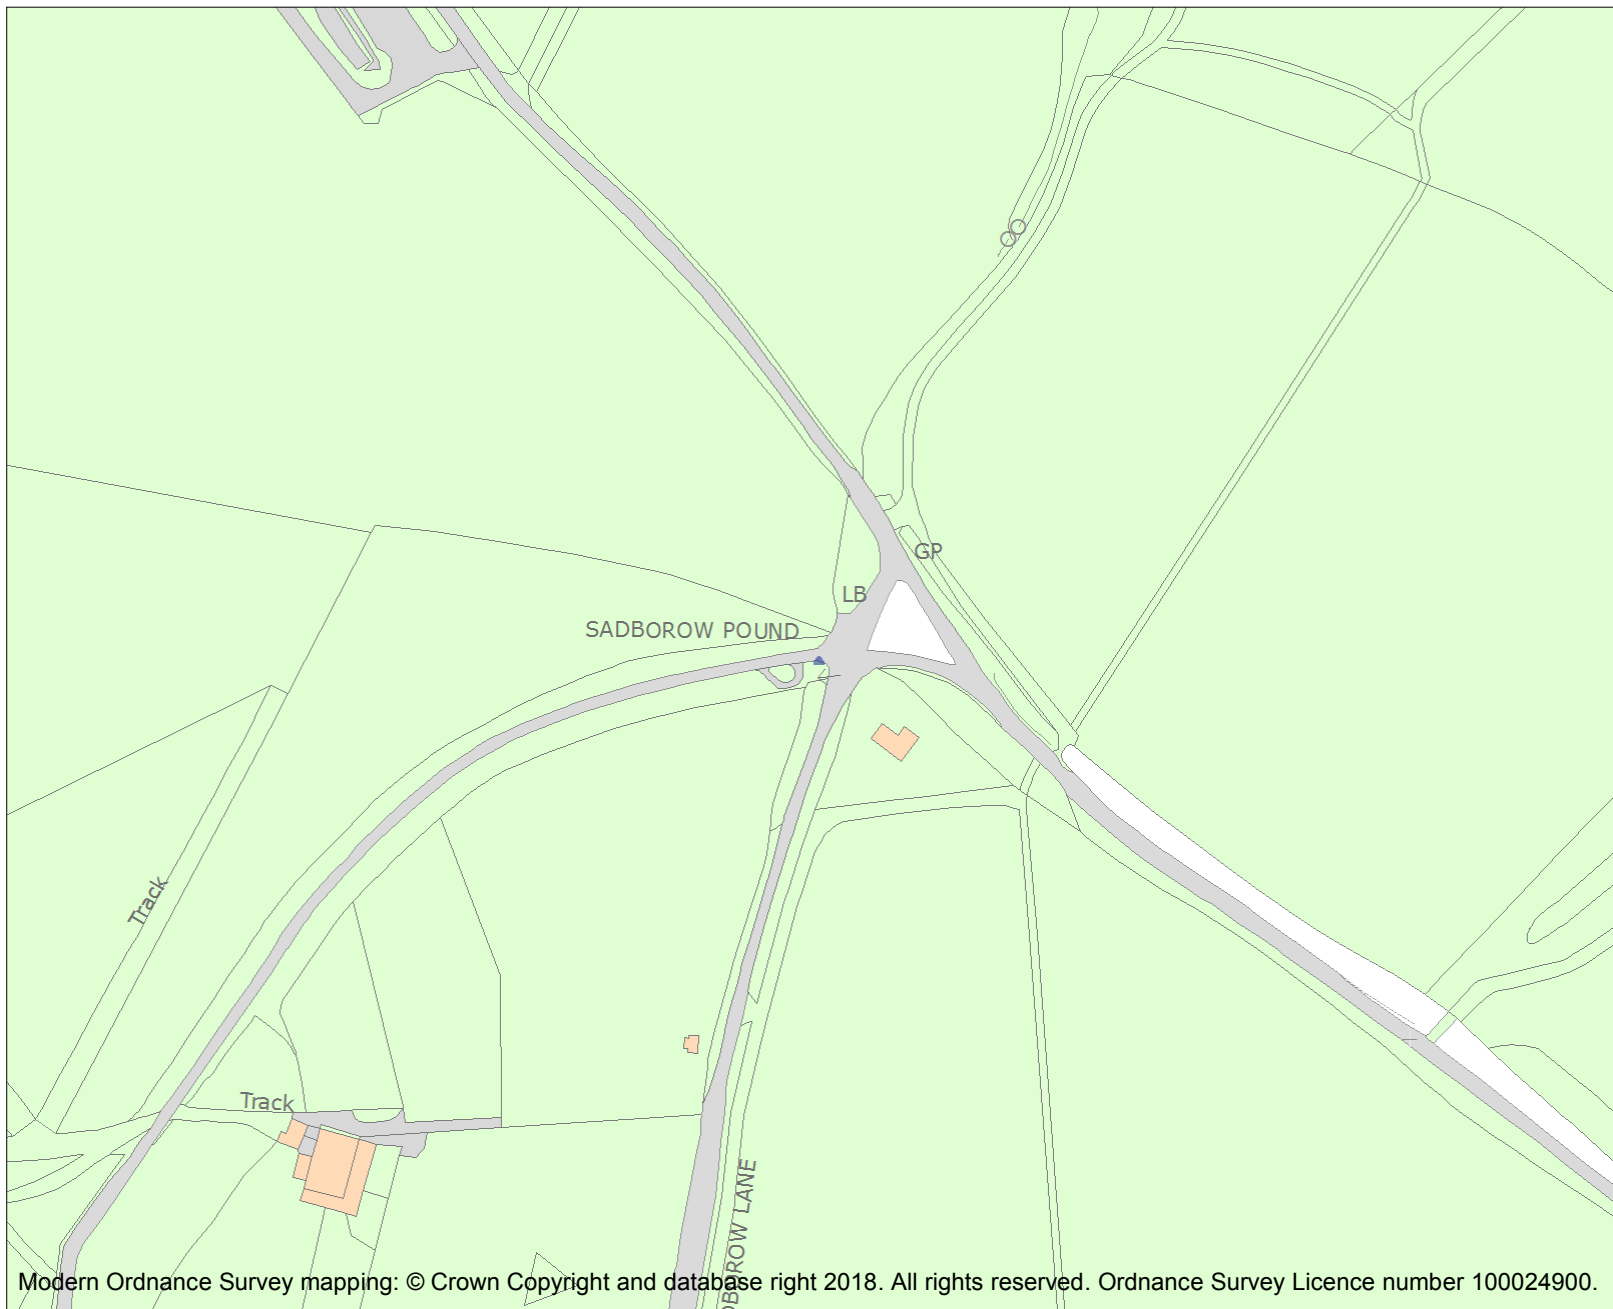 GP
LB
SADBOROW POUND
Track
Track
DBOROW LANE
Modern Ordnance Survey mapping: © Crown Copyright and database right 2018. All rights reserved. Ordnance Survey Licence number 100024900.